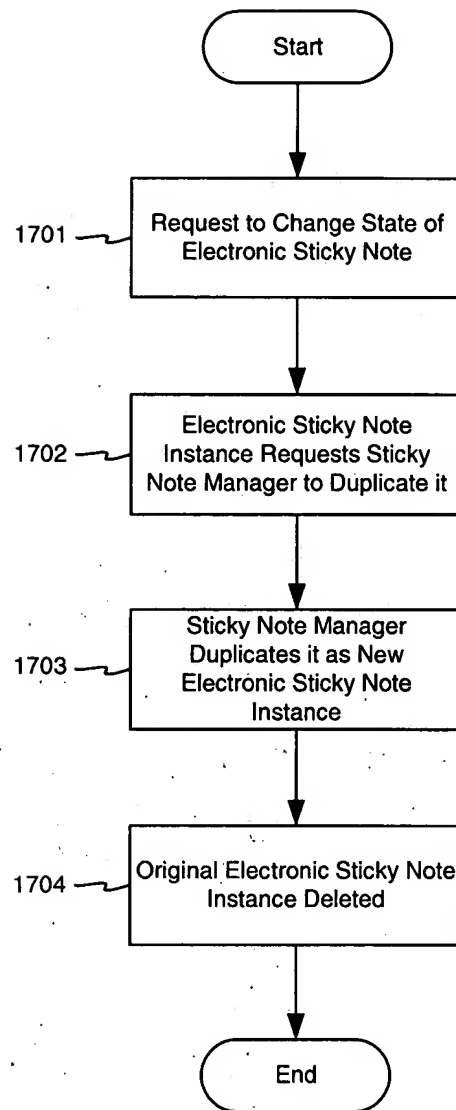 Start
1701
Request to Change State of
Electronic Sticky Note
1702
Electronic Sticky Note
Instance Requests Sticky
Note Manager to Duplicate it
1703
Sticky Note Manager
Duplicates it as New
Electronic Sticky Note
Instance
1704
Original Electronic Sticky Note
Instance Deleted
End